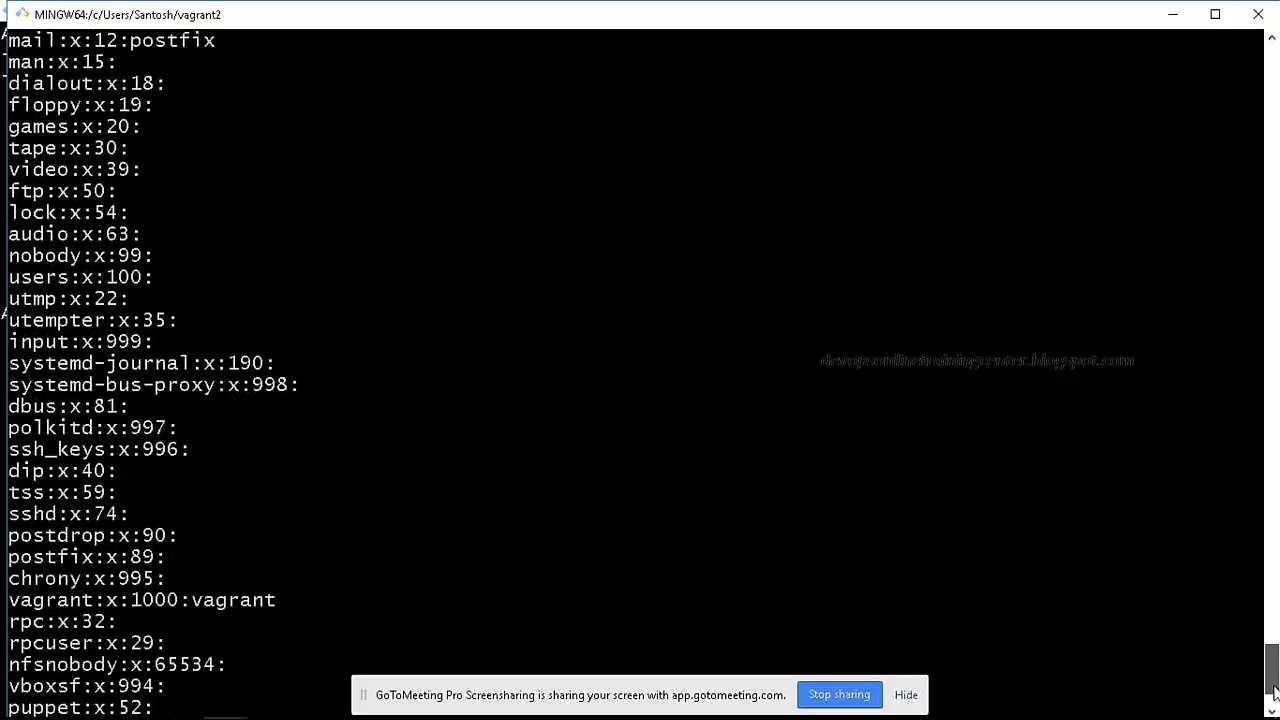 MINGW64:/c/Users/Santosh/vagrant2
mail:x:12:postfix
man:x:15:
dialout:x:18:
floppy:x:19:
games:x:20:
tape:x:30:
video:x:39:
ftp:x:50:
lock:x:54:
audio:x:63:
nobody:x:99:
users:x:100:
utmp:x:22:
utempter:x:35:
input:x:999:
systemd-journal:x:190:
devopsonlinetrainingcenter.blogspot.com
systemd-bus-proxy:x:998:
dbus:x:81:
polkitd:x:997:
ssh_keys:x:996:
dip:x:40:
tss:x:59:
sshd:x:74:
postdrop:x:90:
postfix:x:89:
chrony:x:995:
vagrant:x:1000:vagrant
rpc:x:32:
rpcuser:x:29:
nfsnobody:x:65534:
vboxsf:x:994:
puppet:x:52:
GoToMeeting Pro Screensharing is sharing your screen with app.gotomeeting.com. Stop sharing Hide